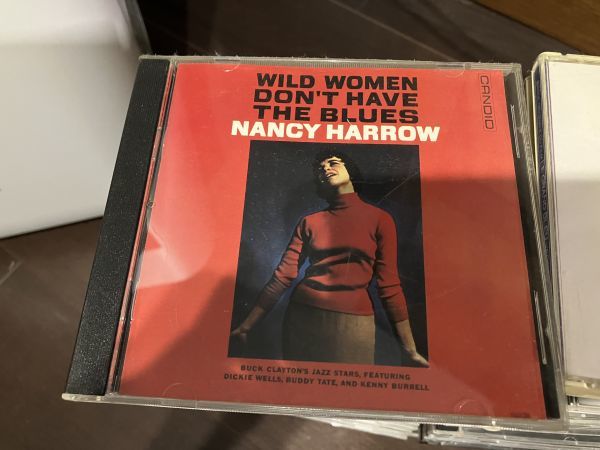 WILD WOMEN
DON'T HAVE
THE BLUES
NANCY HARROW
CANDID
BUCK CLAYTON'S JAZZ STARS, FEATURING
DICKIE WELLS, BUDDY TATE, AND KENNY BURRELL